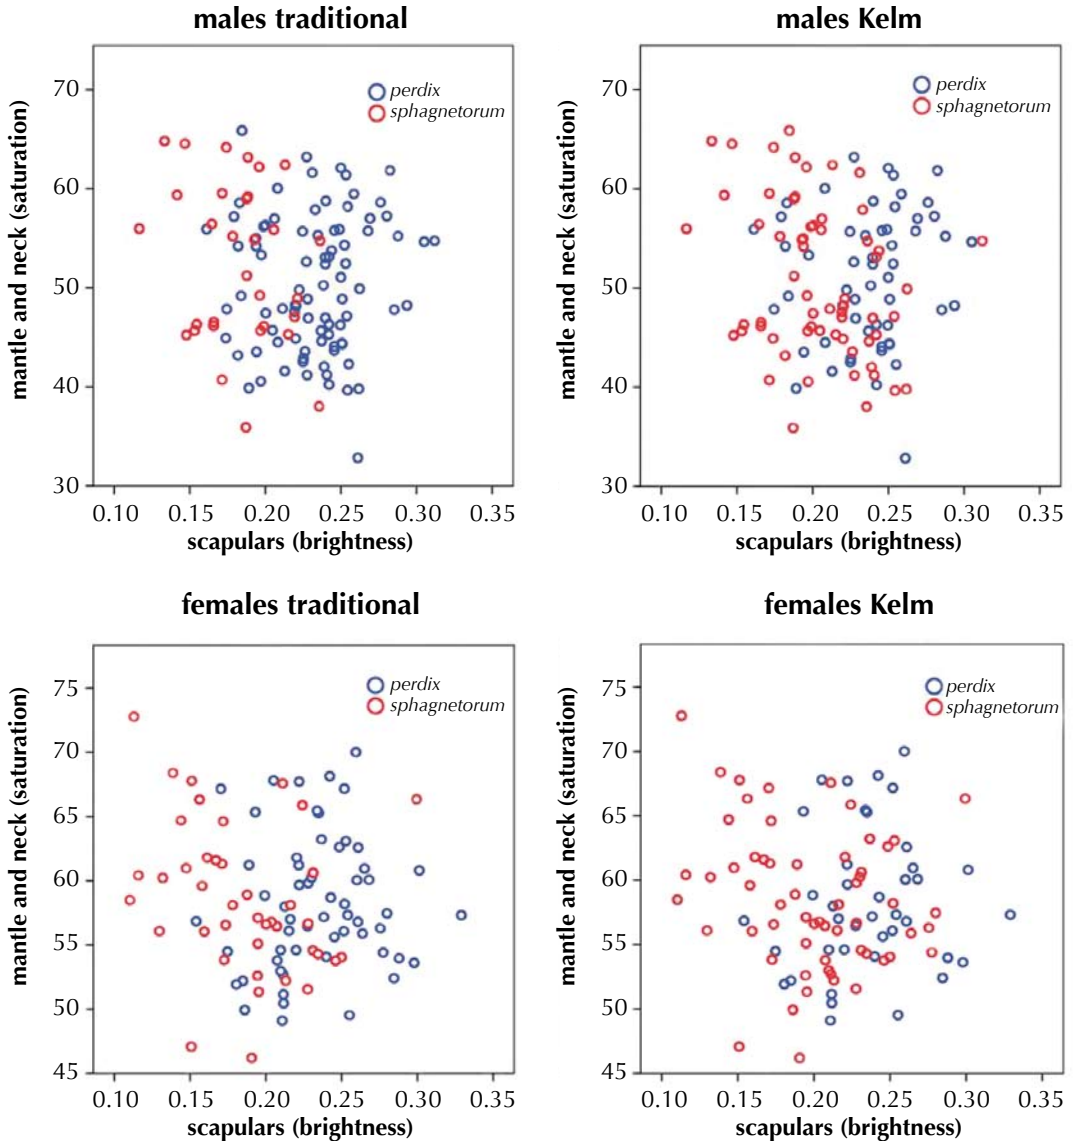 males traditional
males Kelm
mantle and neck (saturation)
70
60
50
40
30
perdix
sphagnetorum
0.10 0.15 0.20 0.25 0.30 0.35
scapulars (brightness)
mantle and neck (saturation)
70
60
50
40
30
perdix
sphagnetorum
0.10 0.15 0.20 0.25 0.30 0.35
scapulars (brightness)
females traditional
females Kelm
mantle and neck (saturation)
75
70
65
60
55
50
45
perdix
sphagnetorum
0.10 0.15 0.20 0.25 0.30 0.35
scapulars (brightness)
mantle and neck (saturation)
75
70
65
60
55
50
45
perdix
sphagnetorum
0.10 0.15 0.20 0.25 0.30 0.35
scapulars (brightness)